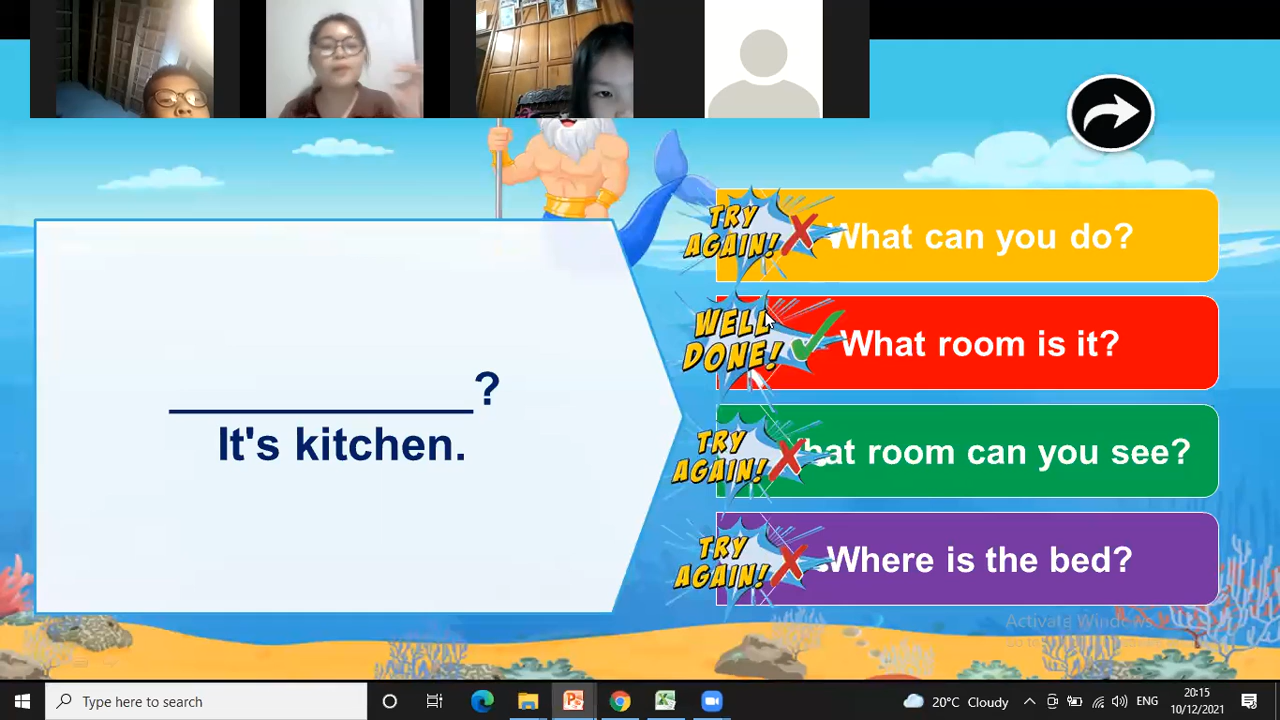 TRY
AGAIN!
What can you do?
WELL
DONE!
What room is it?
?
It's kitchen.
TRY
AGAIN!
hat room can you see?
TRY
AGAIN!
Where is the bed?
Activate Windows
Type here to search
20°C Cloudy
ENG
20:15
10/12/2021